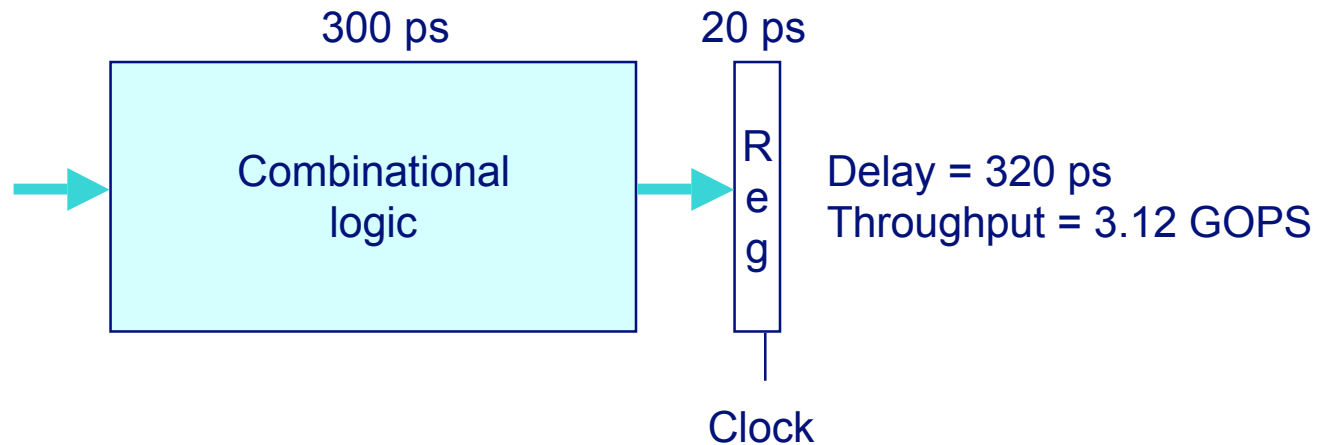 300 ps
20 ps
Combinational
logic
R
e
g
Delay = 320 ps
Throughput = 3.12 GOPS
Clock